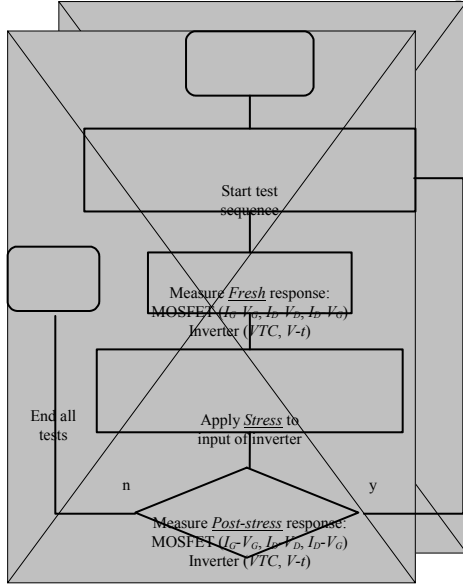 Start test
sequence
Measure Fresh response:
MOSFET (IG-VG, ID-VD, ID-VG)
Inverter (VTC, V-t)
End all
tests
Apply Stress to
input of inverter
n
y
Measure Post-stress response:
MOSFET (IG-VG, ID-VD, ID-VG)
Inverter (VTC, V-t)